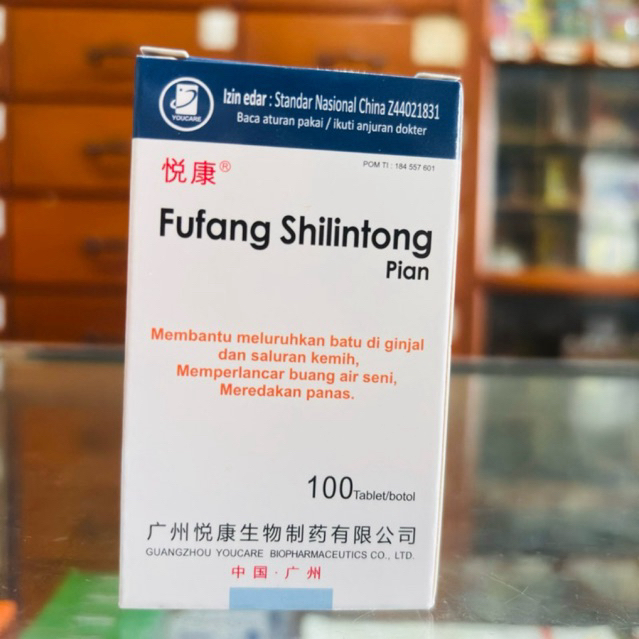 YOUCARE
Izin edar : Standar Nasional China Z44021831
Baca aturan pakai / ikuti anjuran dokter
POM TI : 184 557 601
悦康®
Fufang Shilintong
Pian
Membantu meluruhkan batu di ginjal
dan saluran kemih,
Memperlancar buang air seni,
Meredakan panas.
100 Tablet/botol
广州悦康生物制药有限公司
GUANGZHOU YOUCARE BIOPHARMACEUTICS CO., LTD.
中国·广州